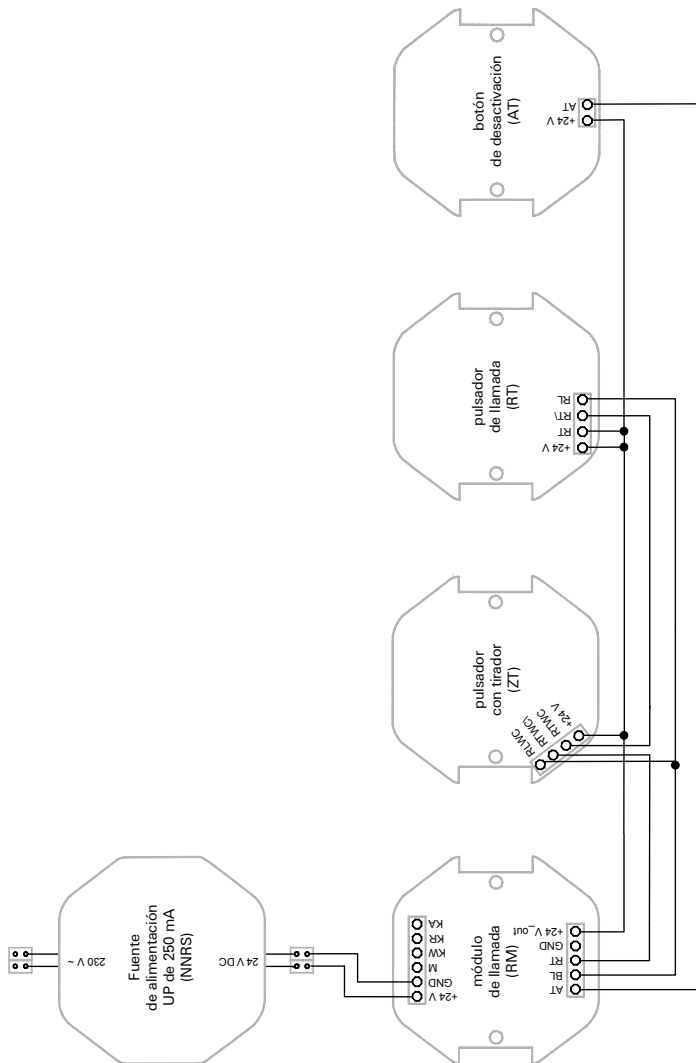 botón
de desactivación
(AT)
AT
+24 V
pulsador
de llamada
(RT)
RL
RT\
RT
+24 V
pulsador
con tirador
(ZT)
RLWC
RTWC\
RTWC
+24 V
Fuente
de alimentación
UP de 250 mA
(NNRS)
230 V ~
24 V DC
módulo
de llamada
(RM)
KA
KR
KW
M
GND
+24 V
+24 V_out
GND
RT
BL
AT